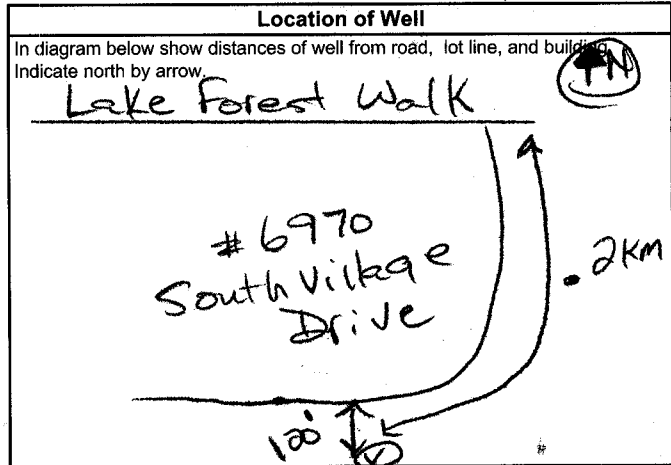 Location of Well
In diagram below show distances of well from road, lot line, and building.
Indicate north by arrow.
N
Lake Forest Walk
#6970
South Village
Drive
.2KM
120'